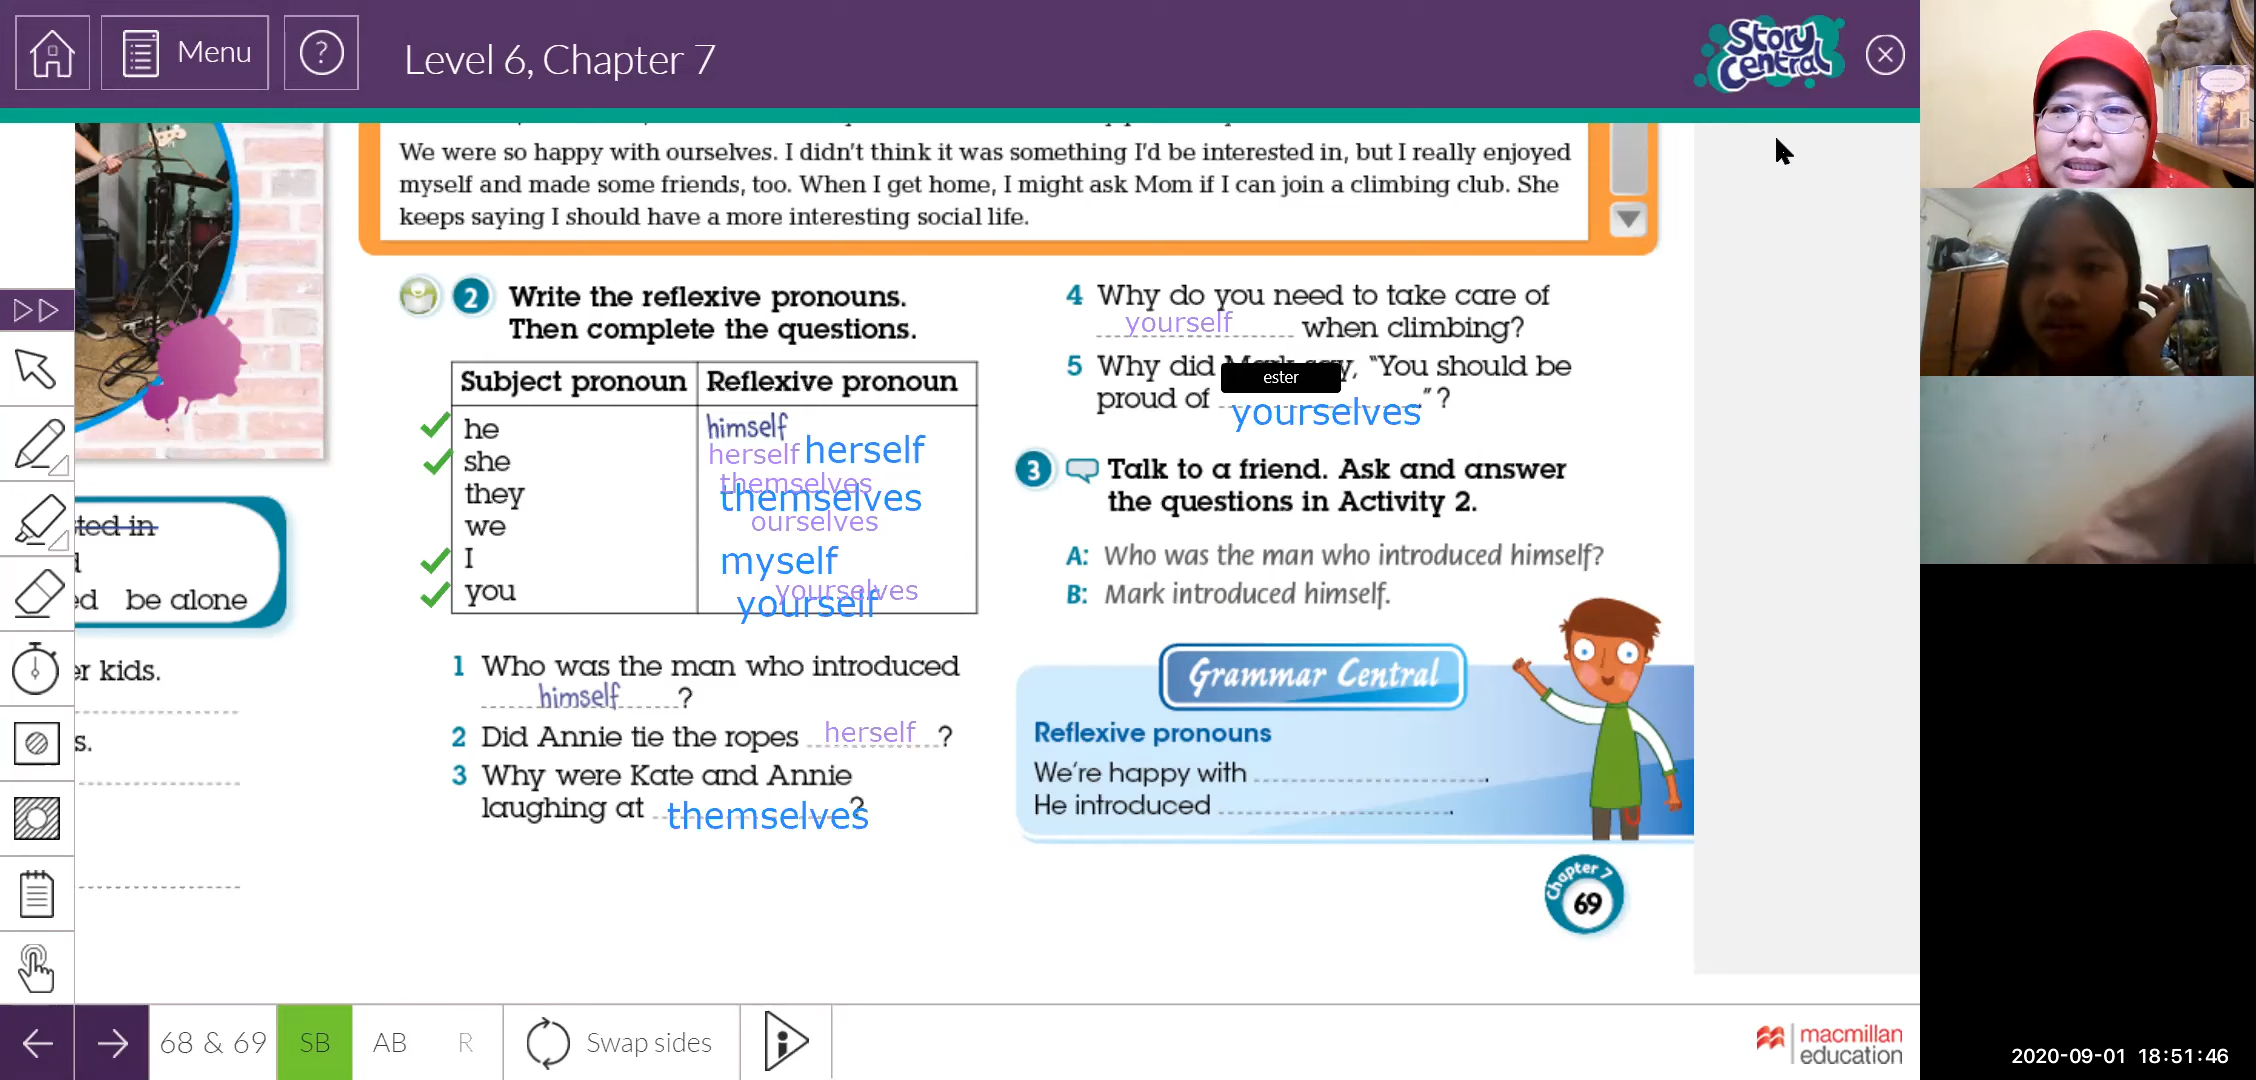 Menu
?
Level 6, Chapter 7
Story Central
We were so happy with ourselves. I didn't think it was something I'd be interested in, but I really enjoyed
myself and made some friends, too. When I get home, I might ask Mom if I can join a climbing club. She
keeps saying I should have a more interesting social life.
ted in
ed be alone
er kids.
s.
2 Write the reflexive pronouns.
Then complete the questions.
Subject pronoun Reflexive pronoun
he himself
she herself herself
they themselves
themselves
we ourselves
I myself
you yourselves
yourself
1 Who was the man who introduced
himself ?
2 Did Annie tie the ropes herself ?
3 Why were Kate and Annie
laughing at themselves ?
4 Why do you need to take care of
yourself when climbing?
5 Why did Mark say, "You should be
ester
proud of yourselves ."?
3 Talk to a friend. Ask and answer
the questions in Activity 2.
A: Who was the man who introduced himself?
B: Mark introduced himself.
Grammar Central
Reflexive pronouns
We're happy with .
He introduced .
Chapter 7
69
68 & 69 SB AB R Swap sides
macmillan
education
2020-09-01 18:51:46